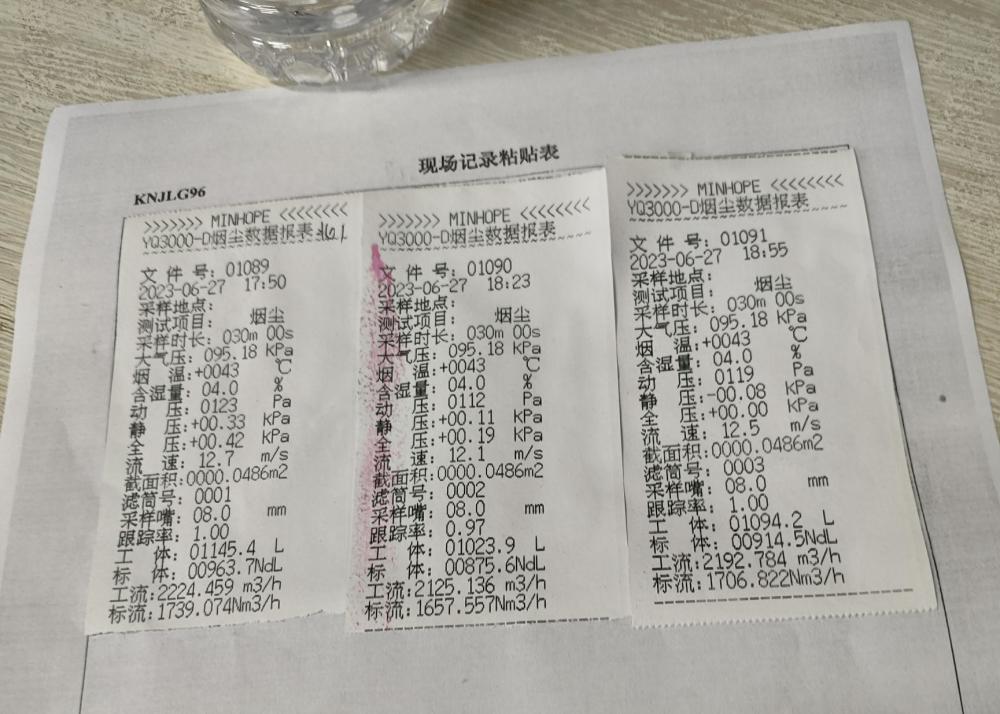 现场记录粘贴表
KNJLG96
>>>>>>> MINHOPE <<<<<<<<
YQ3000-D烟尘数据报表
文 件 号: 01089
2023-06-27 17:50
采样地点:
测试项目: 烟尘
采样时长: 030m 00s
大气压: 095.18 kPa
烟 温:+0043 ℃
含湿量: 04.0 %
动 压: 0123 Pa
静 压:+00.33 KPa
全 压:+00.42 KPa
流 速: 12.7 m/s
截面积:0000.0486m2
滤筒号: 0001
采样嘴: 08.0 mm
跟踪率: 1.00
工 体: 01145.4 L
标 体: 00963.7NdL
工流:2224.459 m3/h
标流:1739.074Nm3/h
>>>>>>> MINHOPE <<<<<<<<<
YQ3000-D烟尘数据报表
文 件 号: 01090
2023-06-27 18:23
采样地点:
测试项目: 烟尘
采样时长: 030m 00s
大气压: 095.18 KPa
烟 温:+0043 ℃
含湿量: 04.0 %
动 压: 0112 Pa
静 压:+00.11 KPa
全 压:+00.19 KPa
流 速: 12.1 m/s
截面积:0000.0486m2
滤筒号: 0002
采样嘴: 08.0 mm
跟踪率: 0.97
工 体: 01023.9 L
标 体: 00875.6NdL
工流:2125.136 m3/h
标流:1657.557Nm3/h
>>>>>>> MINHOPE <<<<<<<<<
YQ3000-D烟尘数据报表
文 件 号: 01091
2023-06-27 18:55
采样地点:
测试项目: 烟尘
采样时长: 030m 00s
大气压: 095.18 KPa
烟 温:+0043 ℃
含湿量: 04.0 %
动 压: 0119 Pa
静 压:-00.08 KPa
全 压:+00.00 KPa
流 速: 12.5 m/s
截面积:0000.0486m2
滤筒号: 0003
采样嘴: 08.0 mm
跟踪率: 1.00
工 体: 01094.2 L
标 体: 00914.5NdL
工流:2192.784 m3/h
标流:1706.822Nm3/h